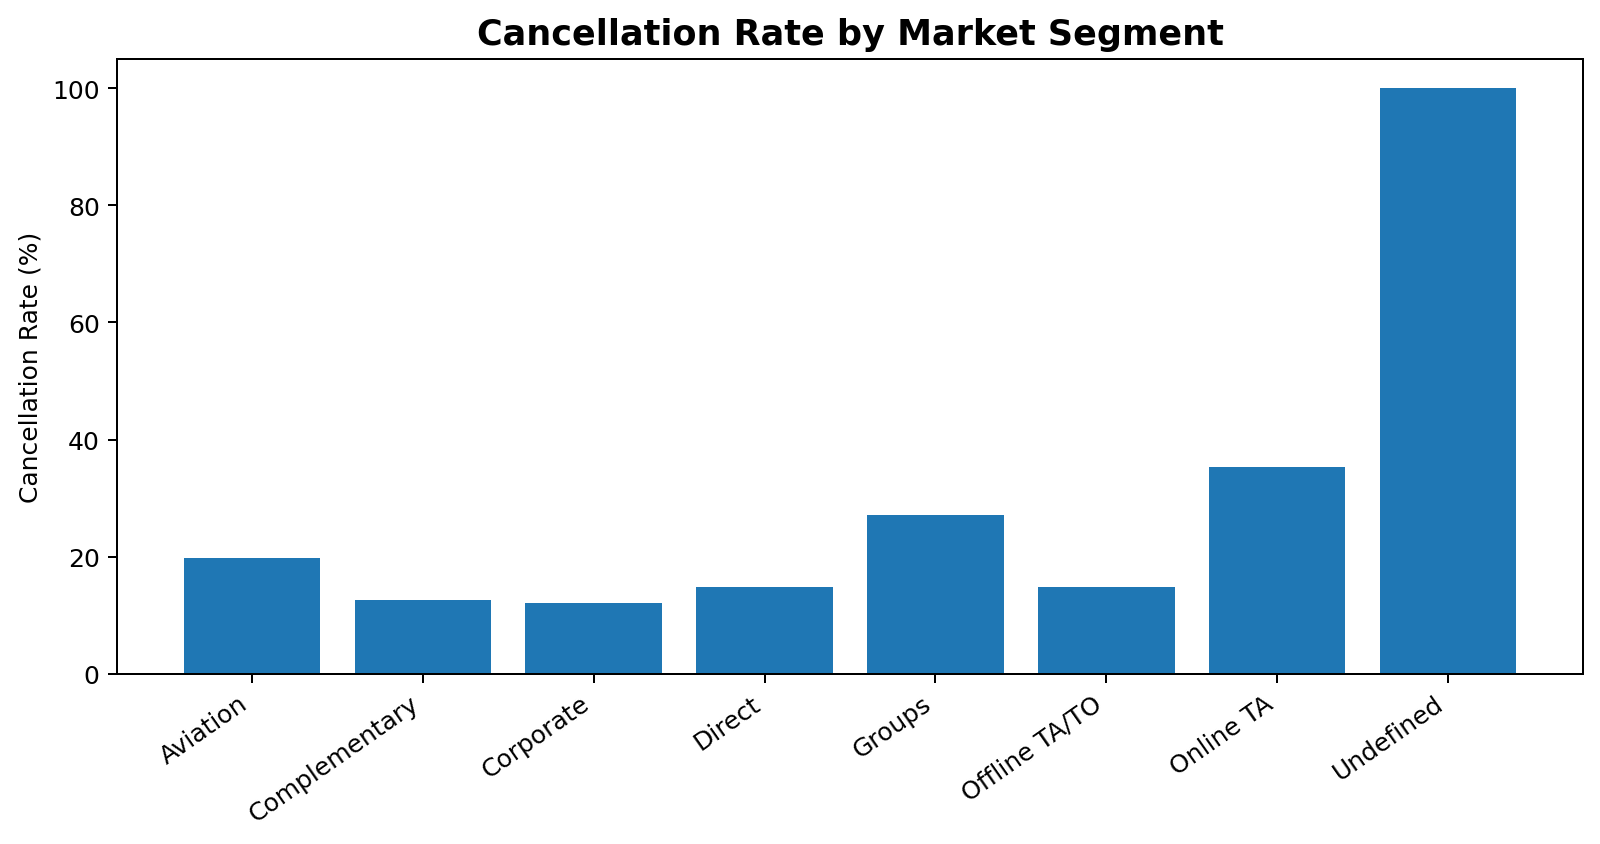 Cancellation Rate by Market Segment
Cancellation Rate (%)
100
80
60
40
20
0
Aviation
Complementary
Corporate
Direct
Groups
Offline TA/TO
Online TA
Undefined